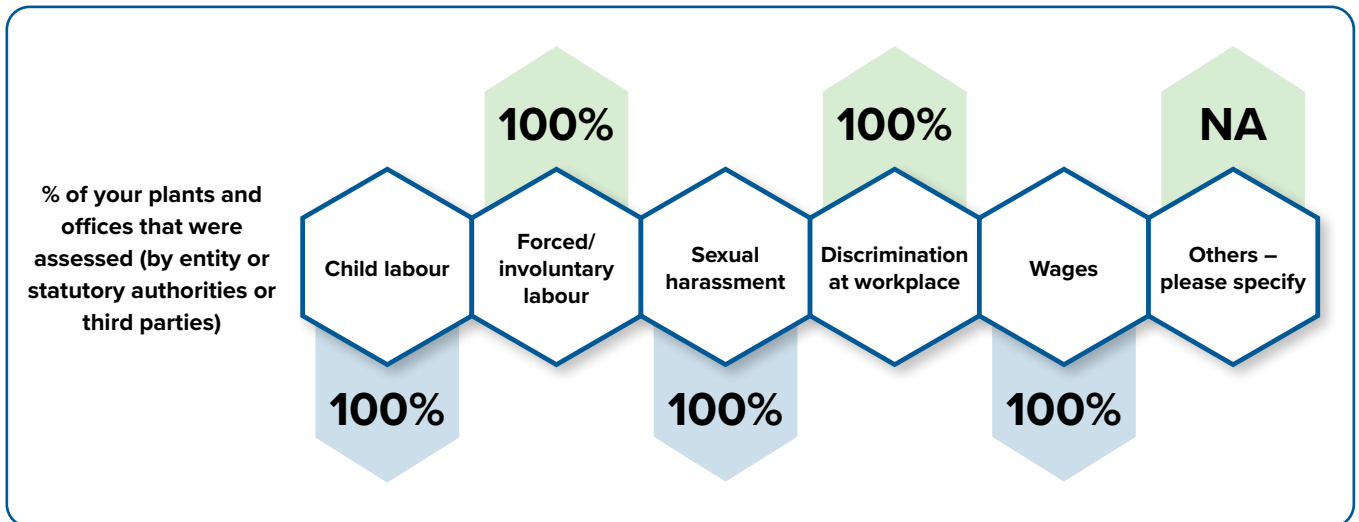 % of your plants and
offices that were
assessed (by entity or
statutory authorities or
third parties)
100%
100%
NA
Child labour
Forced/
involuntary
labour
Sexual
harassment
Discrimination
at workplace
Wages
Others –
please specify
100%
100%
100%